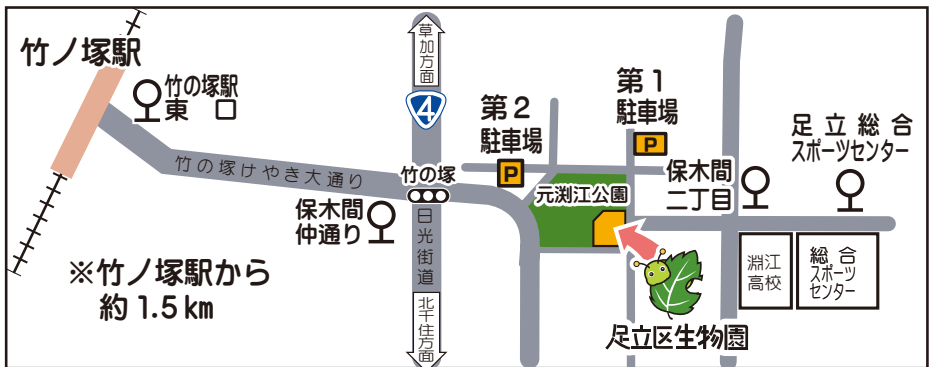 竹ノ塚駅
竹の塚駅
東口
竹の塚けやき大通り
草加方面
4
竹の塚
日光街道
北千住方面
保木間
仲通り
※竹ノ塚駅から
約1.5km
第2
駐車場
P
第1
駐車場
P
元渕江公園
保木間
二丁目
足立総合
スポーツセンター
淵江
高校
総合
スポーツ
センター
足立区生物園